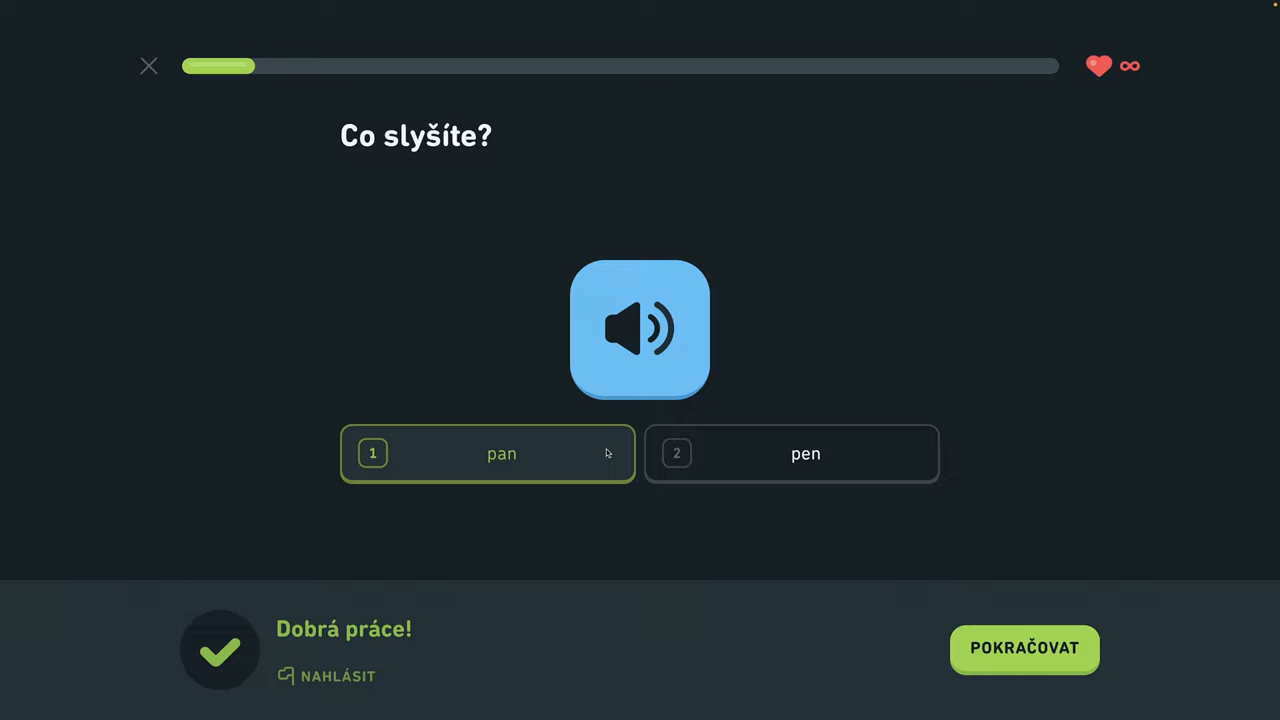 ∞
Co slyšíte?
1 pan
2 pen
Dobrá práce!
NAHLÁSIT
POKRAČOVAT